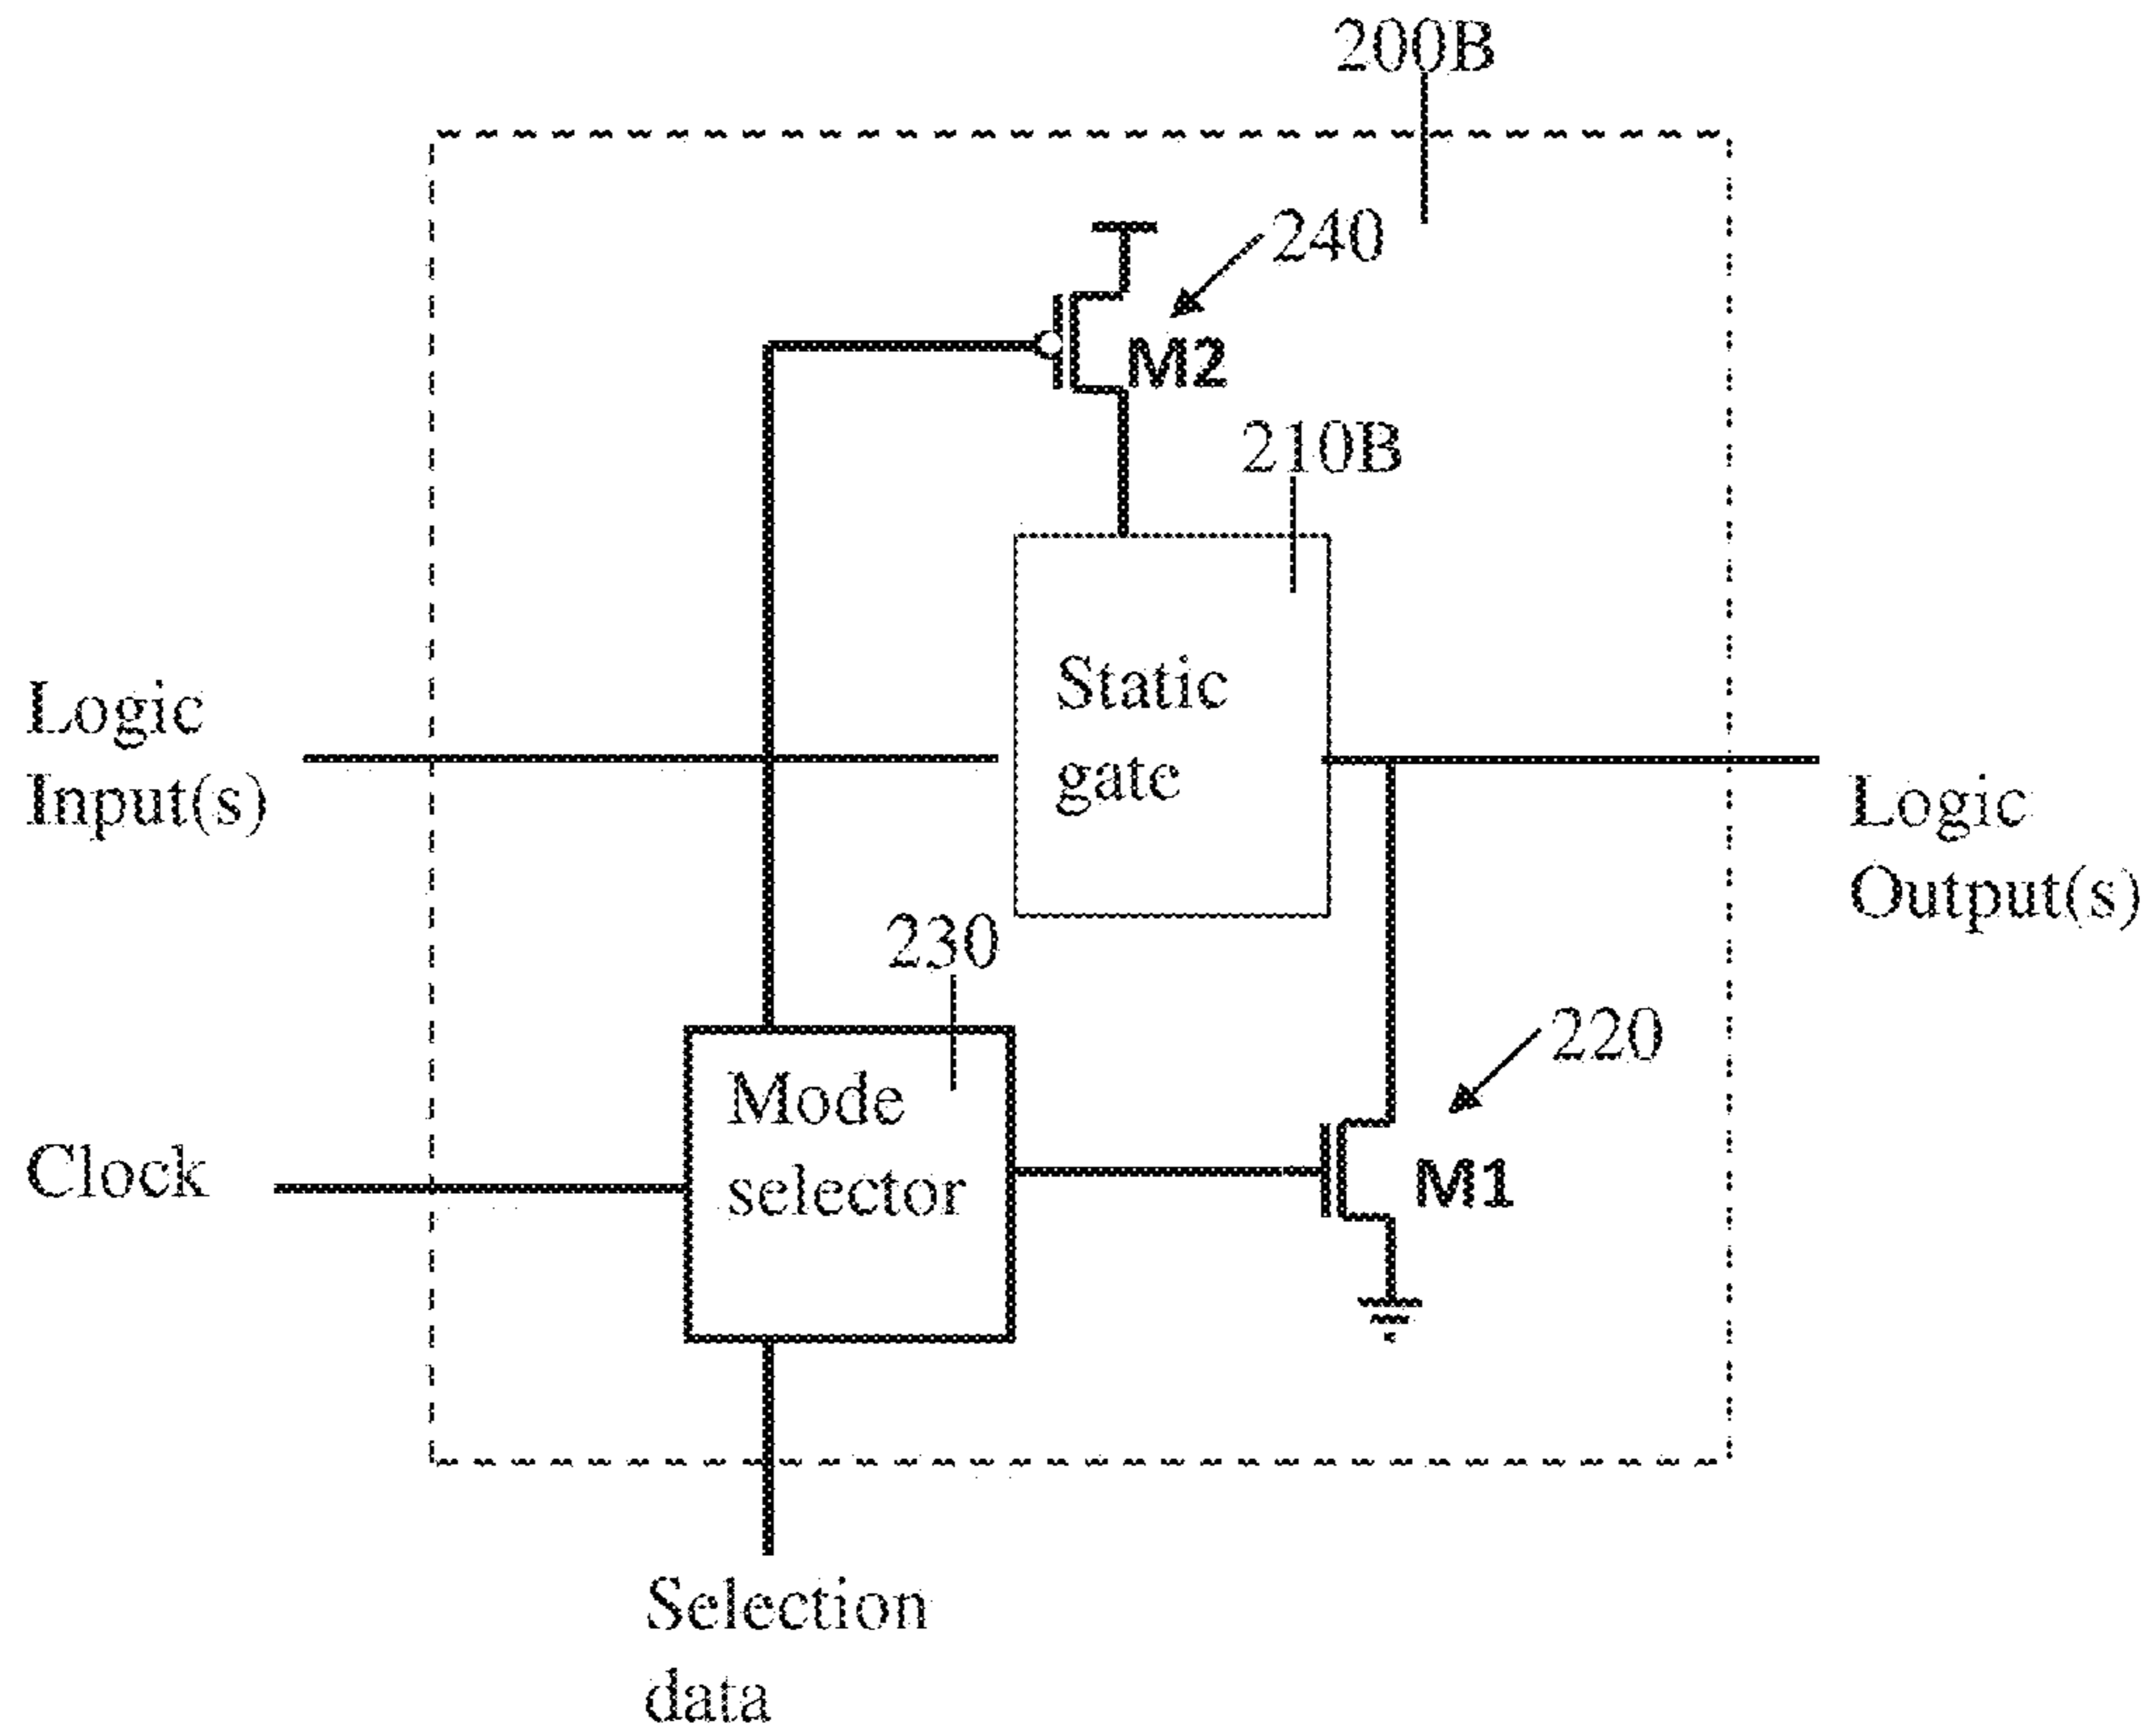 200B
240
M2
210B
Static
gate
Logic
Input(s)
Logic
Output(s)
230
220
Mode
selector
M1
Clock
Selection
data